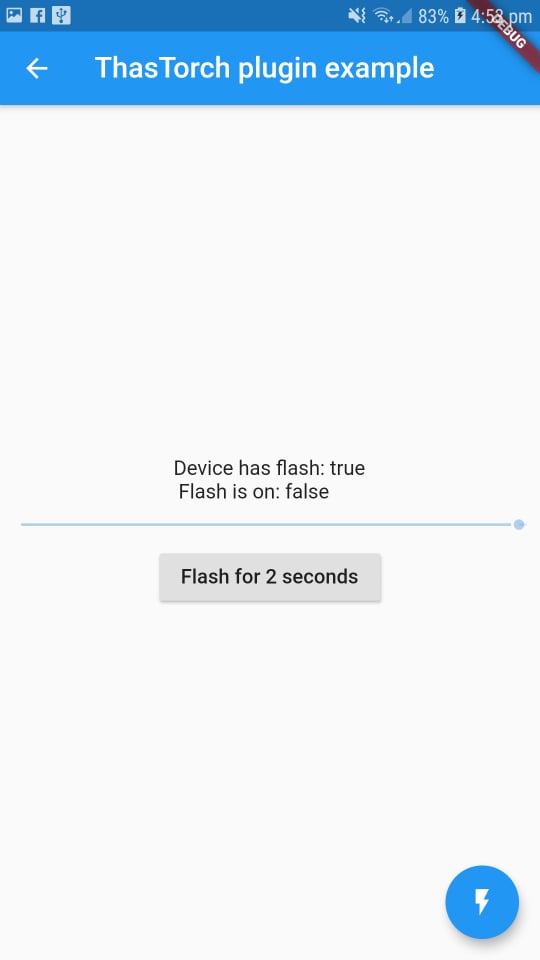 83% 4:53 pm
DEBUG
ThasTorch plugin example
Device has flash: true
Flash is on: false
Flash for 2 seconds